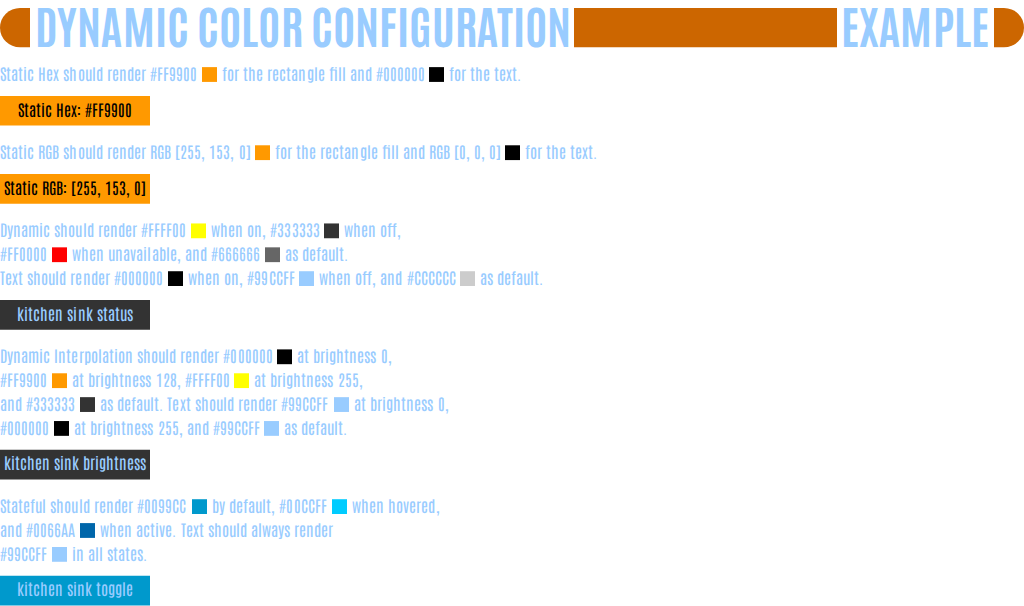 DYNAMIC COLOR CONFIGURATION EXAMPLE
Static Hex should render #FF9900 for the rectangle fill and #000000 for the text.
Static Hex: #FF9900
Static RGB should render RGB [255, 153, 0] for the rectangle fill and RGB [0, 0, 0] for the text.
Static RGB: [255, 153, 0]
Dynamic should render #FFFF00 when on, #333333 when off,
#FF0000 when unavailable, and #666666 as default.
Text should render #000000 when on, #99CCFF when off, and #CCCCCC as default.
kitchen sink status
Dynamic Interpolation should render #000000 at brightness 0,
#FF9900 at brightness 128, #FFFF00 at brightness 255,
and #333333 as default. Text should render #99CCFF at brightness 0,
#000000 at brightness 255, and #99CCFF as default.
kitchen sink brightness
Stateful should render #0099CC by default, #00CCFF when hovered,
and #0066AA when active. Text should always render
#99CCFF in all states.
kitchen sink toggle